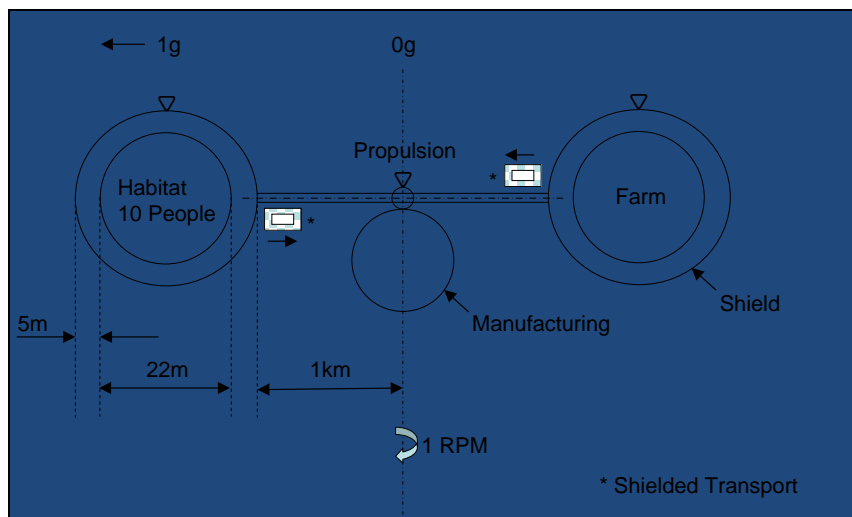 1g
0g
Propulsion
*
Habitat
10 People
Farm
*
Shield
Manufacturing
5m
22m
1km
1 RPM
* Shielded Transport